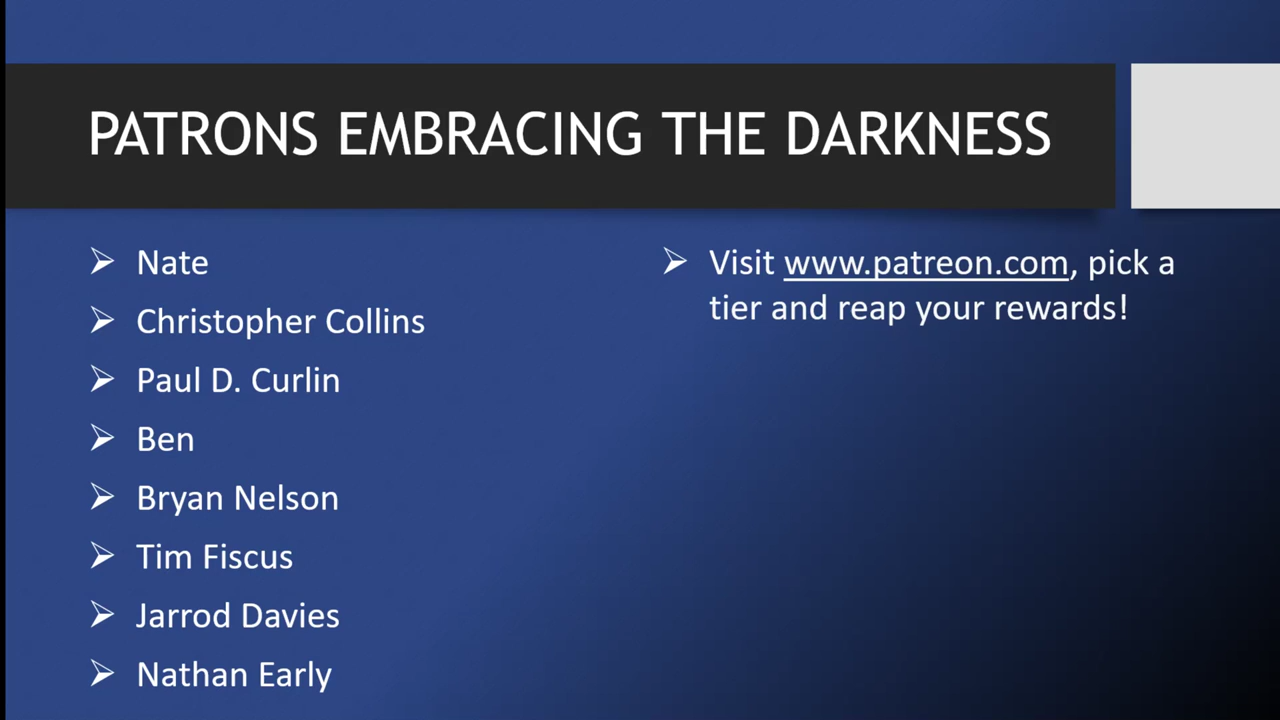 PATRONS EMBRACING THE DARKNESS
Nate
Christopher Collins
Paul D. Curlin
Ben
Bryan Nelson
Tim Fiscus
Jarrod Davies
Nathan Early
Visit www.patreon.com, pick a
tier and reap your rewards!